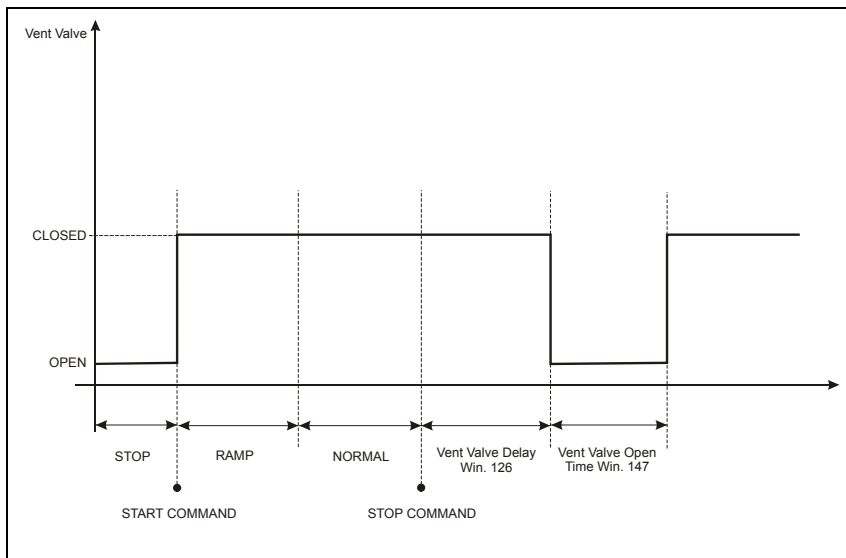 Vent Valve
CLOSED
OPEN
STOP
RAMP
NORMAL
Vent Valve Delay
Win. 126
Vent Valve Open
Time Win. 147
START COMMAND
STOP COMMAND